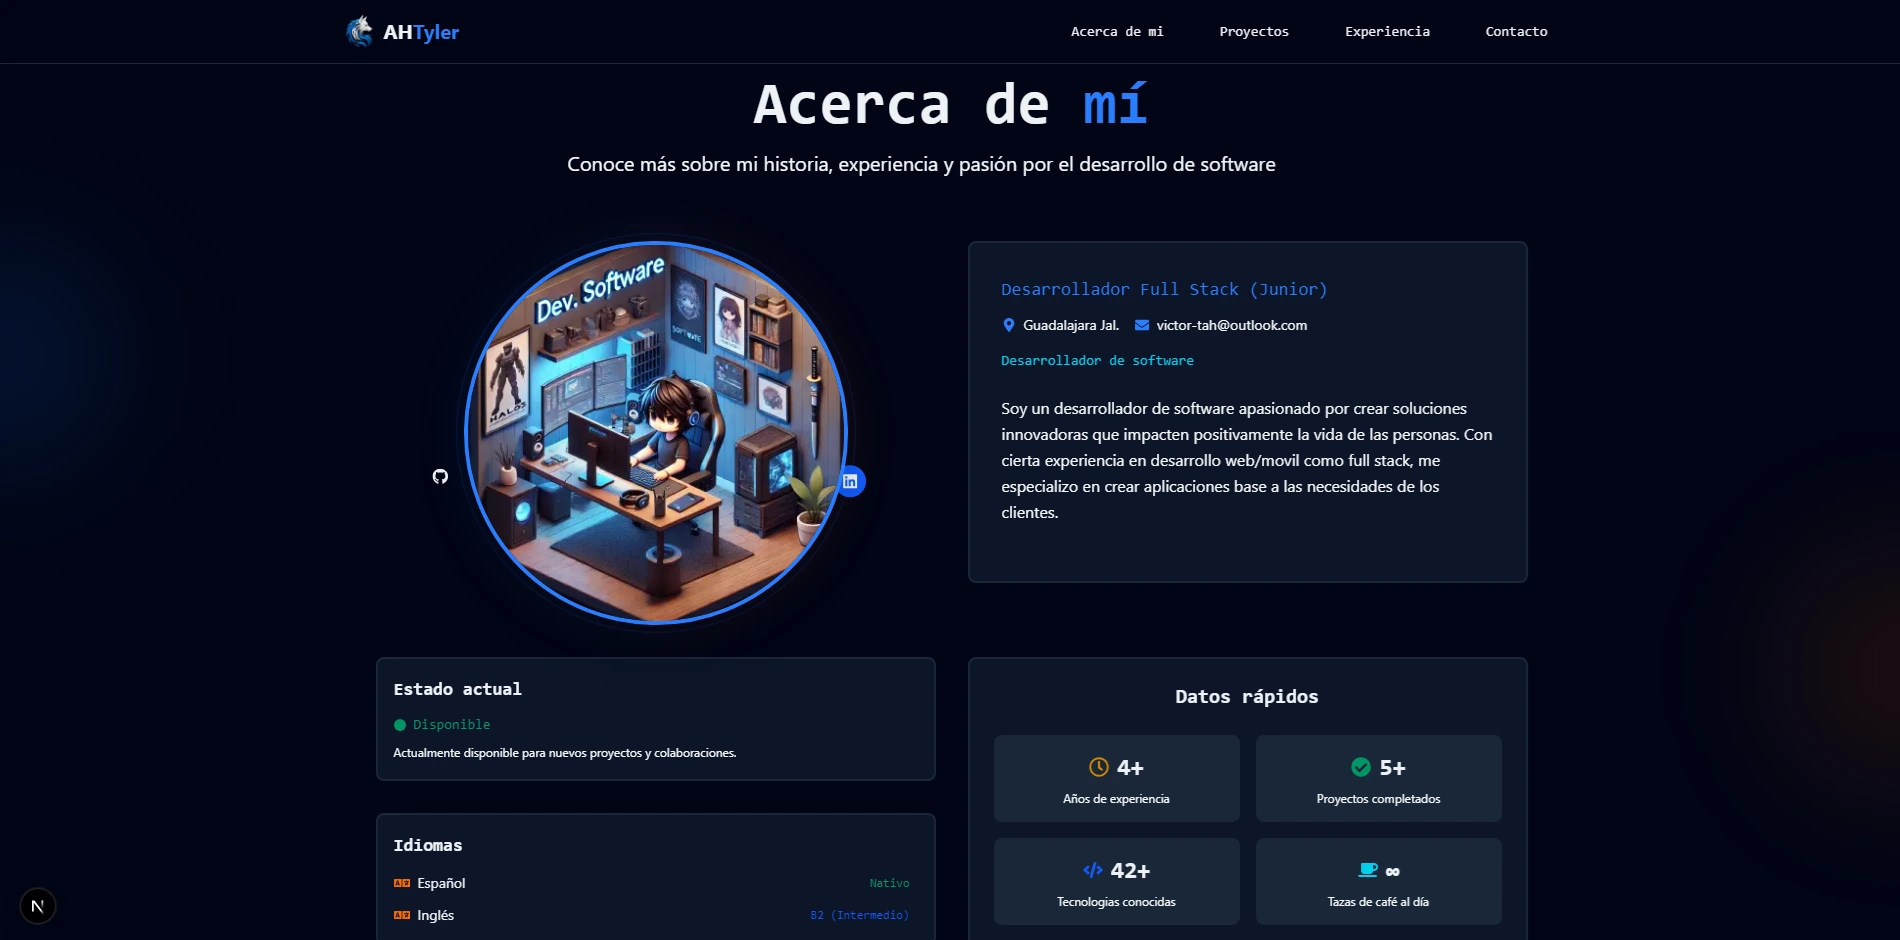 AHTyler
Acerca de mi
Proyectos
Experiencia
Contacto
Acerca de mí
Conoce más sobre mi historia, experiencia y pasión por el desarrollo de software
Dev. Software
SOFTWATE
HALOS
Desarrollador Full Stack (Junior)
Guadalajara Jal.
victor-tah@outlook.com
Desarrollador de software
Soy un desarrollador de software apasionado por crear soluciones
innovadoras que impacten positivamente la vida de las personas. Con
cierta experiencia en desarrollo web/movil como full stack, me
especializo en crear aplicaciones base a las necesidades de los
clientes.
Estado actual
Disponible
Actualmente disponible para nuevos proyectos y colaboraciones.
Idiomas
Español
Nativo
Inglés
B2 (Intermedio)
Datos rápidos
4+
Años de experiencia
5+
Proyectos completados
42+
Tecnologias conocidas
∞
Tazas de café al día
N